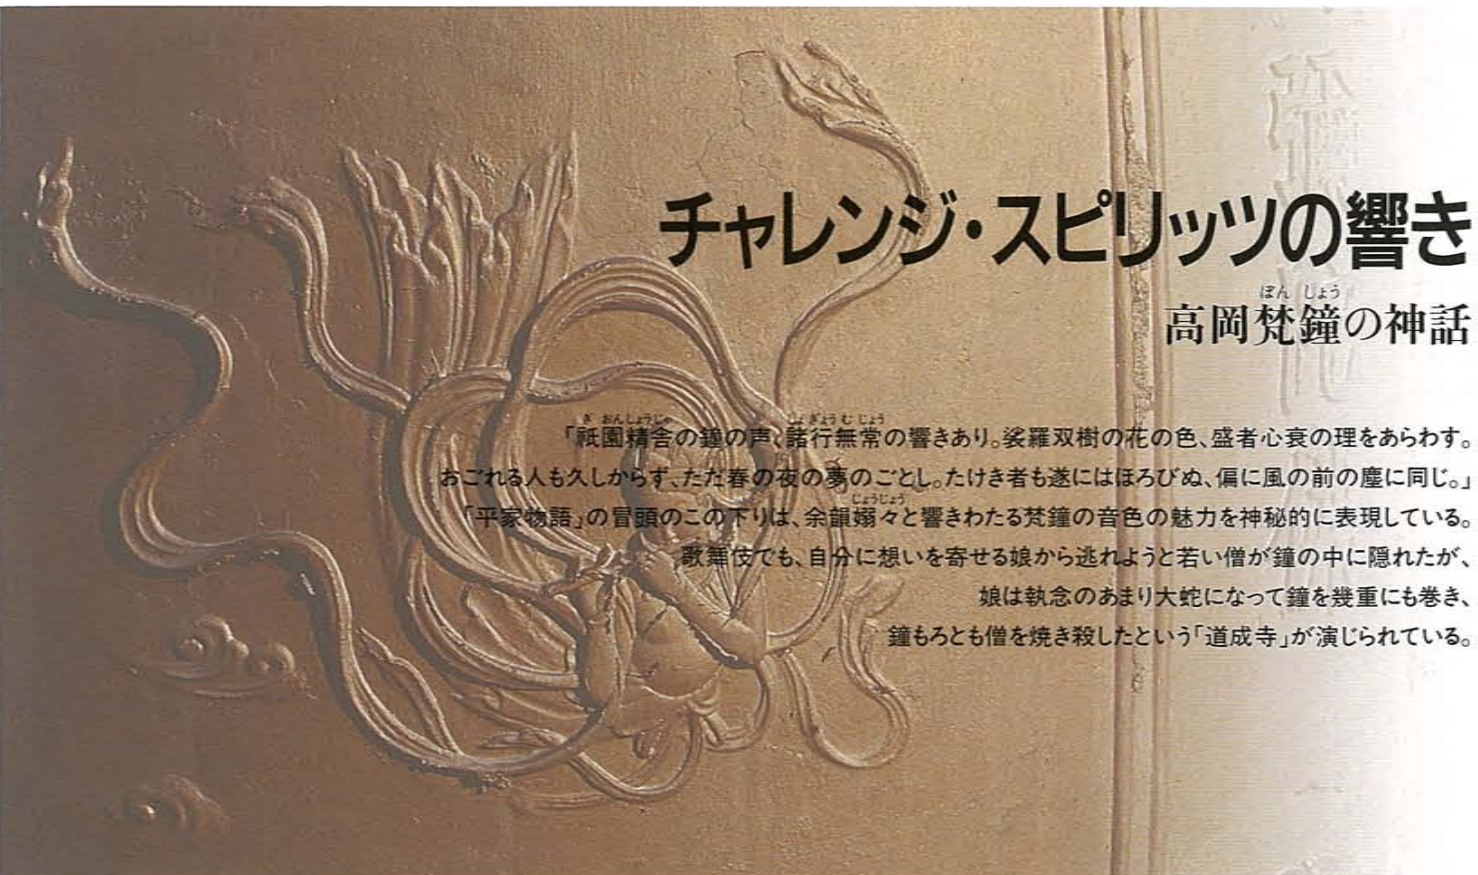 チャレンジ・スピリッツの響き
ぼん しょう
高岡梵鐘の神話
ぎ おんしょうじゃ しょぎょう む じょう
「祇園精舎の鐘の声、諸行無常の響きあり。娑羅双樹の花の色、盛者心衰の理をあらわす。
おごれる人も久しからず、ただ春の夜の夢のごとし。たけき者も遂にはほろびぬ、偏に風の前の塵に同じ。」
じょうじょう
「平家物語」の冒頭のこの下りは、余韻嫋々と響きわたる梵鐘の音色の魅力を神秘的に表現している。
歌舞伎でも、自分に想いを寄せる娘から逃れようと若い僧が鐘の中に隠れたが、
娘は執念のあまり大蛇になって鐘を幾重にも巻き、
鐘もろとも僧を焼き殺したという「道成寺」が演じられている。